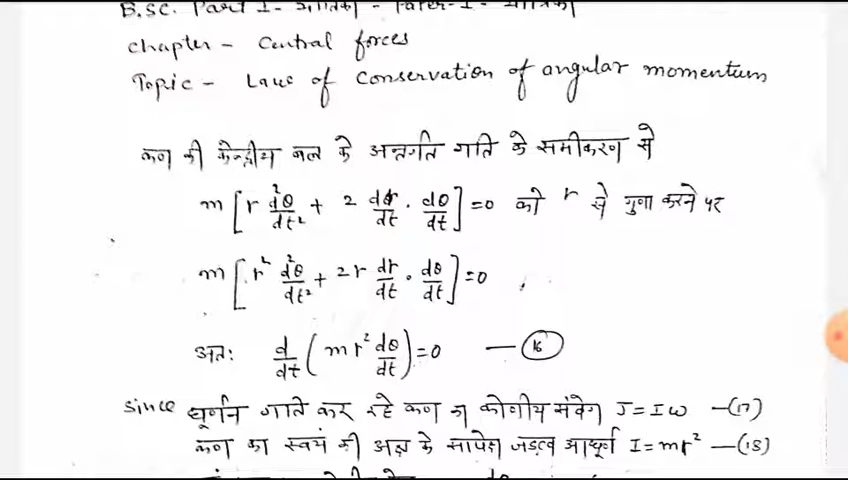 B.Sc. Part I - भौतिकी - Paper-I - यांत्रिकी
chapter - Central forces
Topic - Law of conservation of angular momentum
कण की केन्द्रीय बल के अन्तर्गत गति के समीकरण से
m [r d²θ/dt² + 2 dr/dt · dθ/dt] = 0 को r से गुणा करने पर
m [r² d²θ/dt² + 2r dr/dt · dθ/dt] = 0
अतः d/dt (m r² dθ/dt) = 0 — (16)
since घूर्णन गति कर रहे कण का कोणीय संवेग J = Iω — (17)
कण का स्वयं की अक्ष के सापेक्ष जड़त्व आघूर्ण I = mr² — (18)